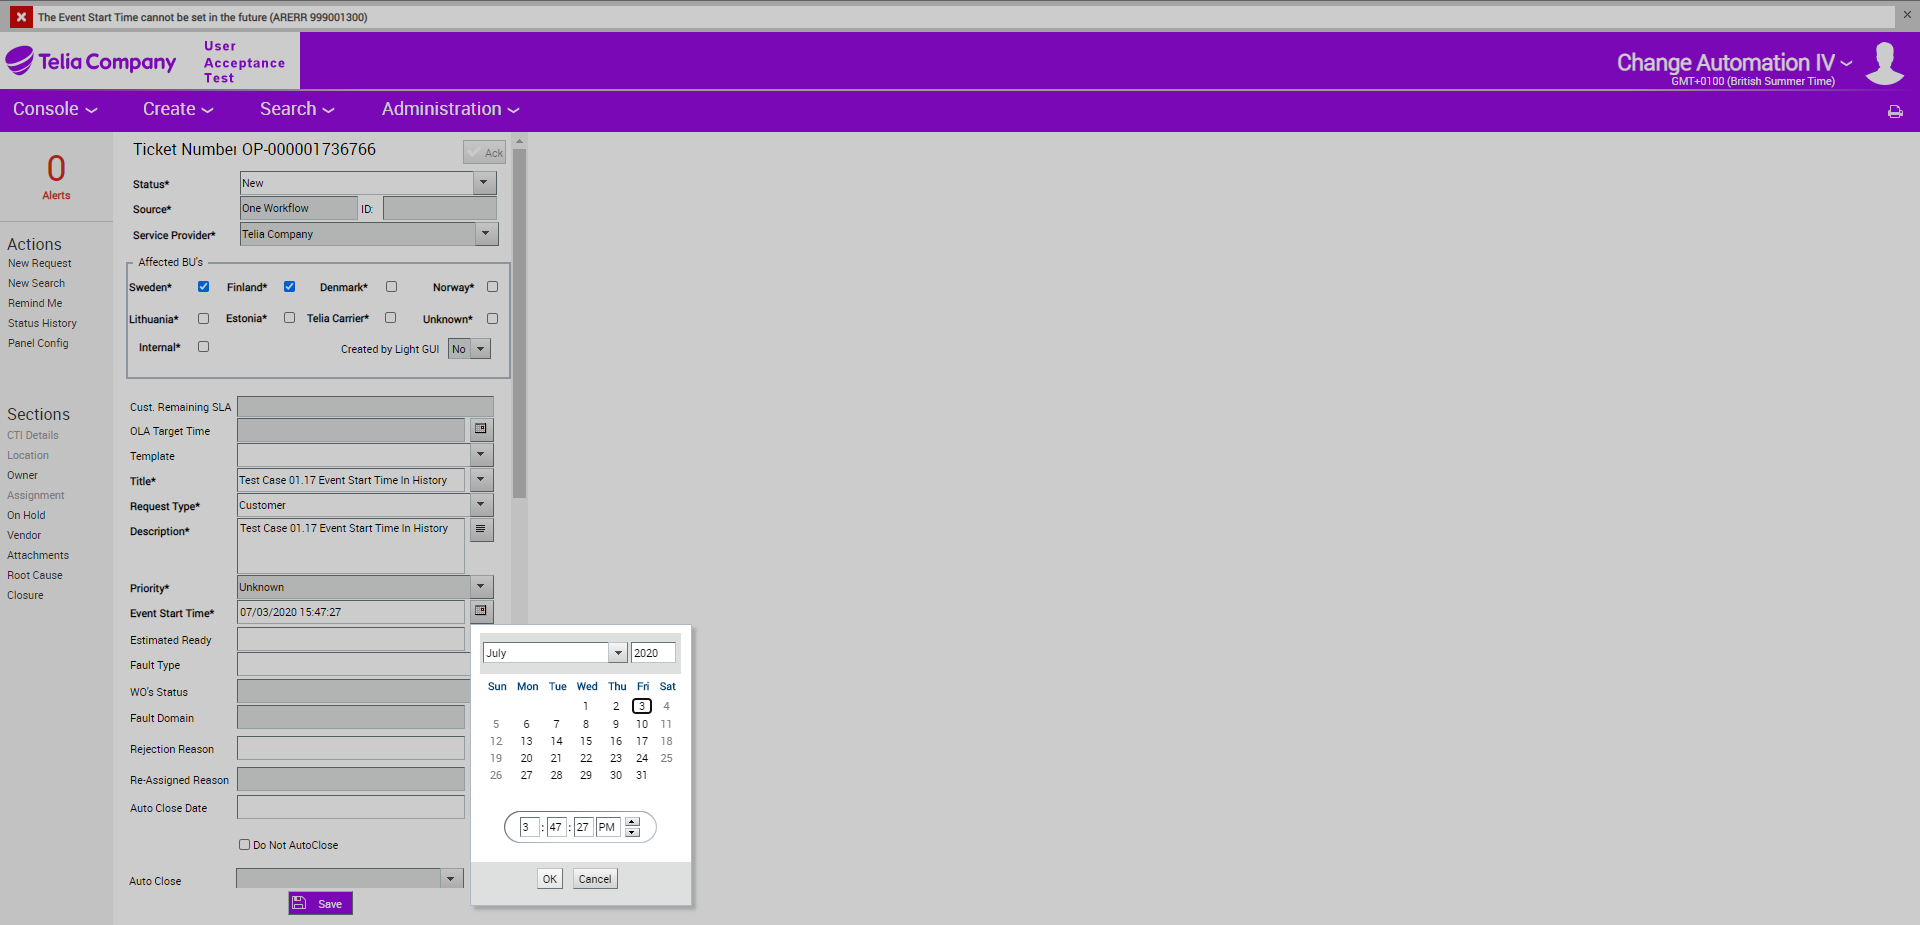 The Event Start Time cannot be set in the future (ARERR 999001300)
Telia Company
User
Acceptance
Test
Change Automation IV
GMT+0100 (British Summer Time)
Console Create Search Administration
0
Alerts
Actions
New Request
New Search
Remind Me
Status History
Panel Config
Sections
CTI Details
Location
Owner
Assignment
On Hold
Vendor
Attachments
Root Cause
Closure
Ticket Number OP-000001736766 Ack
Status* New
Source* One Workflow ID:
Service Provider* Telia Company
Affected BU's
Sweden* Finland* Denmark* Norway*
Lithuania* Estonia* Telia Carrier* Unknown*
Internal* Created by Light GUI No
Cust. Remaining SLA
OLA Target Time
Template
Title* Test Case 01.17 Event Start Time In History
Request Type* Customer
Description* Test Case 01.17 Event Start Time In History
Priority* Unknown
Event Start Time* 07/03/2020 15:47:27
Estimated Ready
Fault Type
WO's Status
Fault Domain
Rejection Reason
Re-Assigned Reason
Auto Close Date
Do Not AutoClose
Auto Close
Save
July 2020
Sun Mon Tue Wed Thu Fri Sat
1 2 3 4
5 6 7 8 9 10 11
12 13 14 15 16 17 18
19 20 21 22 23 24 25
26 27 28 29 30 31
3 : 47 : 27 PM
OK Cancel